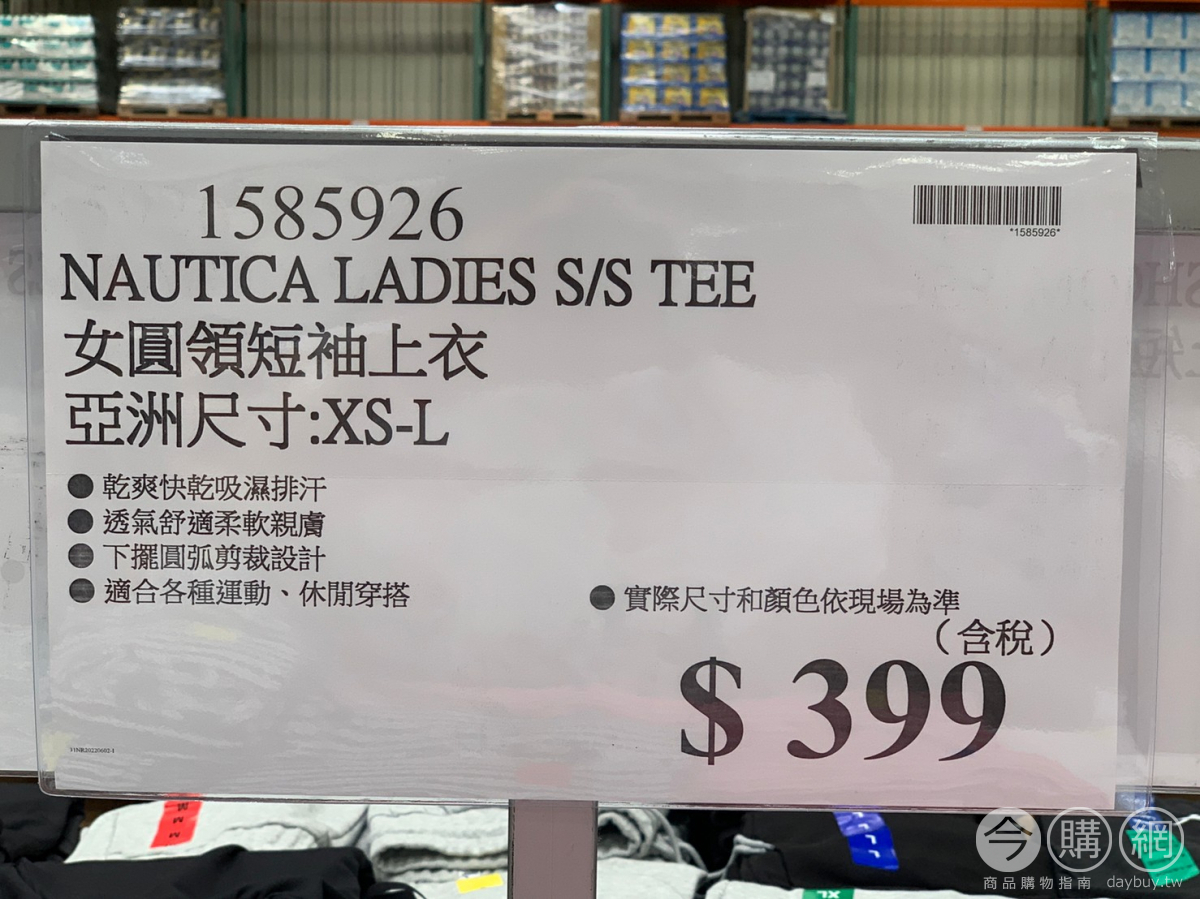 1585926
*1585926*
NAUTICA LADIES S/S TEE
女圓領短袖上衣
亞洲尺寸:XS-L
● 乾爽快乾吸濕排汗
● 透氣舒適柔軟親膚
● 下擺圓弧剪裁設計
● 適合各種運動、休閒穿搭
● 實際尺寸和顏色依現場為準
（含稅）
$ 399
M M M
L L L
XL
今購網
商品購物指南 daybuy.tw